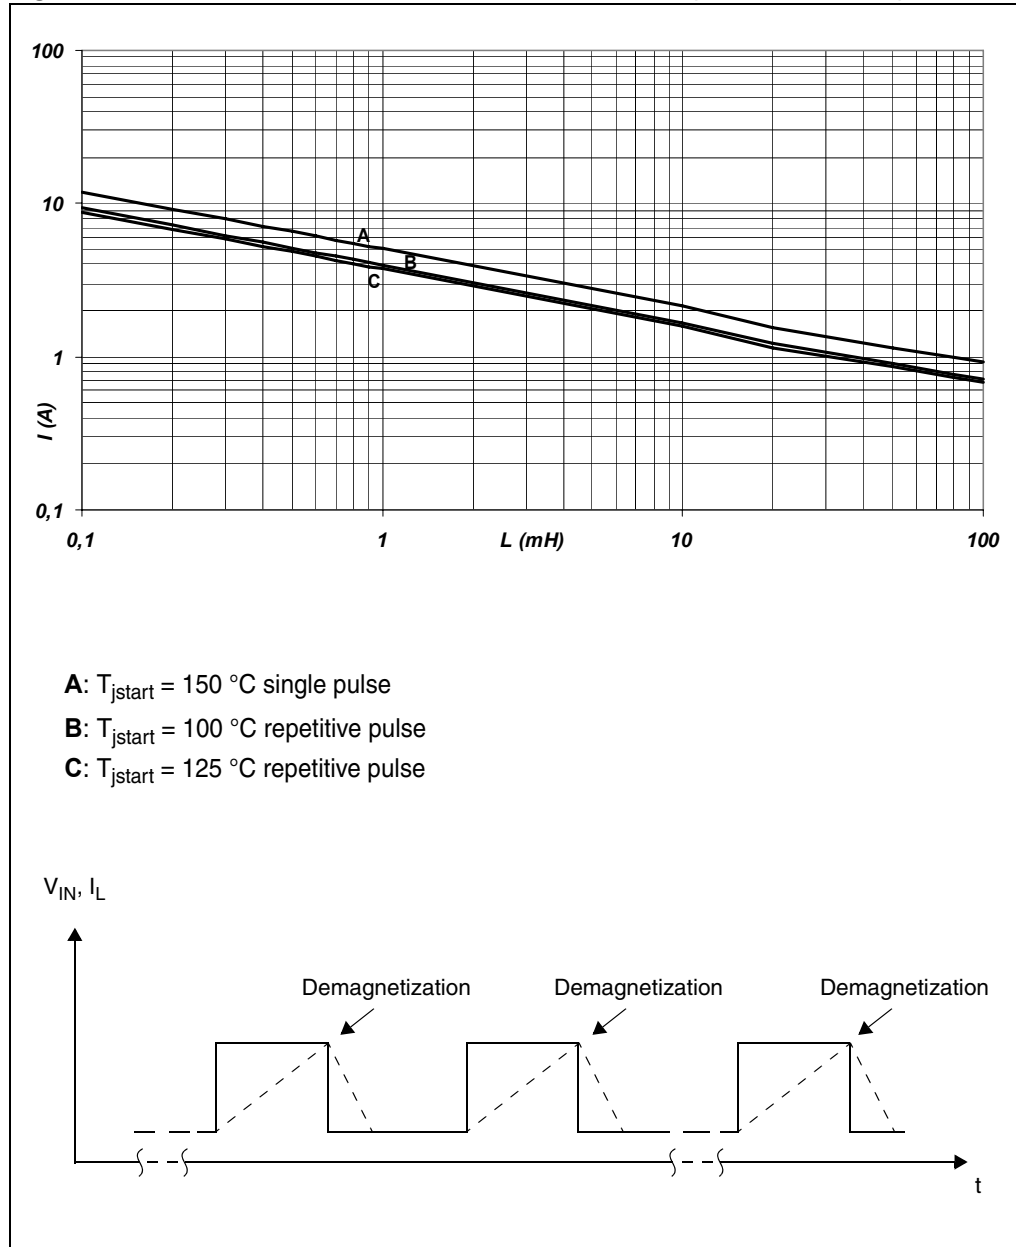 100
10
1
0,1
I (A)
A
B
C
0,1 1 L (mH) 10 100
A: Tjstart = 150 °C single pulse
B: Tjstart = 100 °C repetitive pulse
C: Tjstart = 125 °C repetitive pulse
VIN, IL
Demagnetization Demagnetization Demagnetization
t